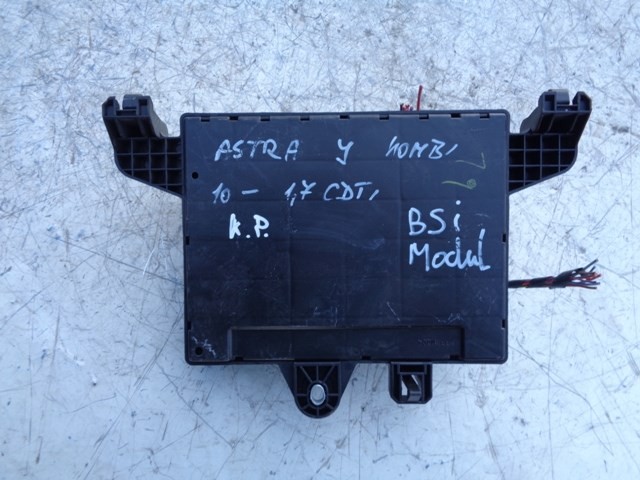 ASTRA Y KOMBI
10 - 1,7 CDTI
K.P.
BSi
Modul